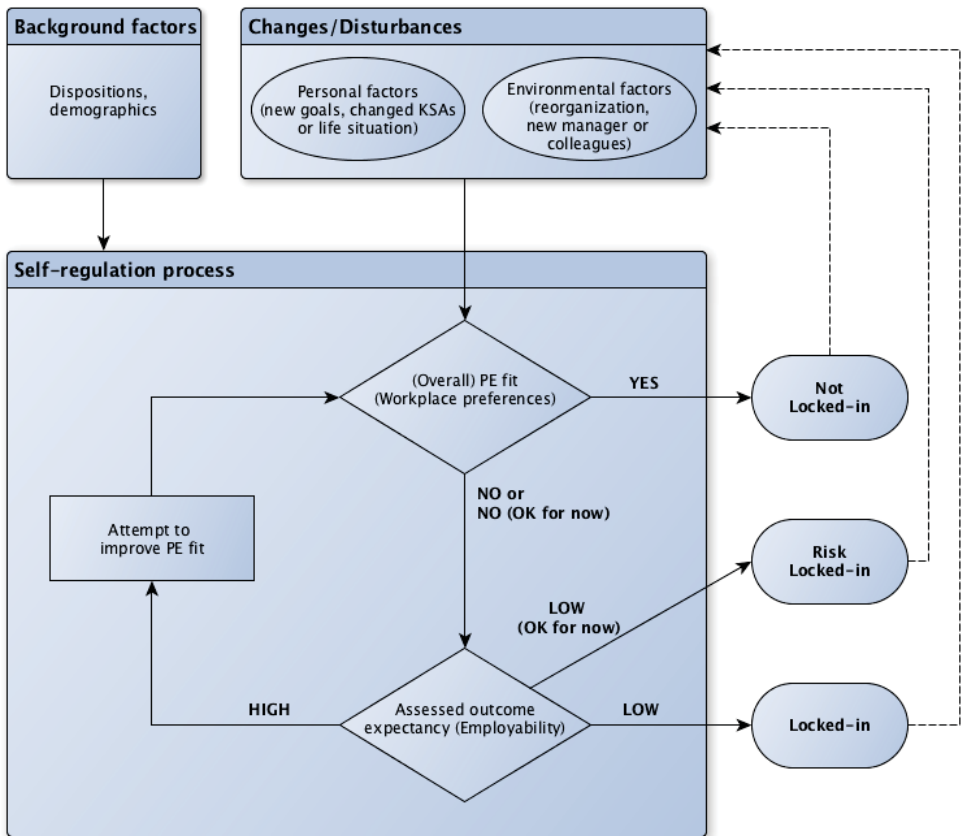 Background factors
Dispositions,
demographics
Changes/Disturbances
Personal factors
(new goals, changed KSAs
or life situation)
Environmental factors
(reorganization,
new manager or
colleagues)
Self-regulation process
(Overall) PE fit
(Workplace preferences)
YES
Not
Locked-in
NO or
NO (OK for now)
Attempt to
improve PE fit
Risk
Locked-in
LOW
(OK for now)
HIGH
Assessed outcome
expectancy (Employability)
LOW
Locked-in